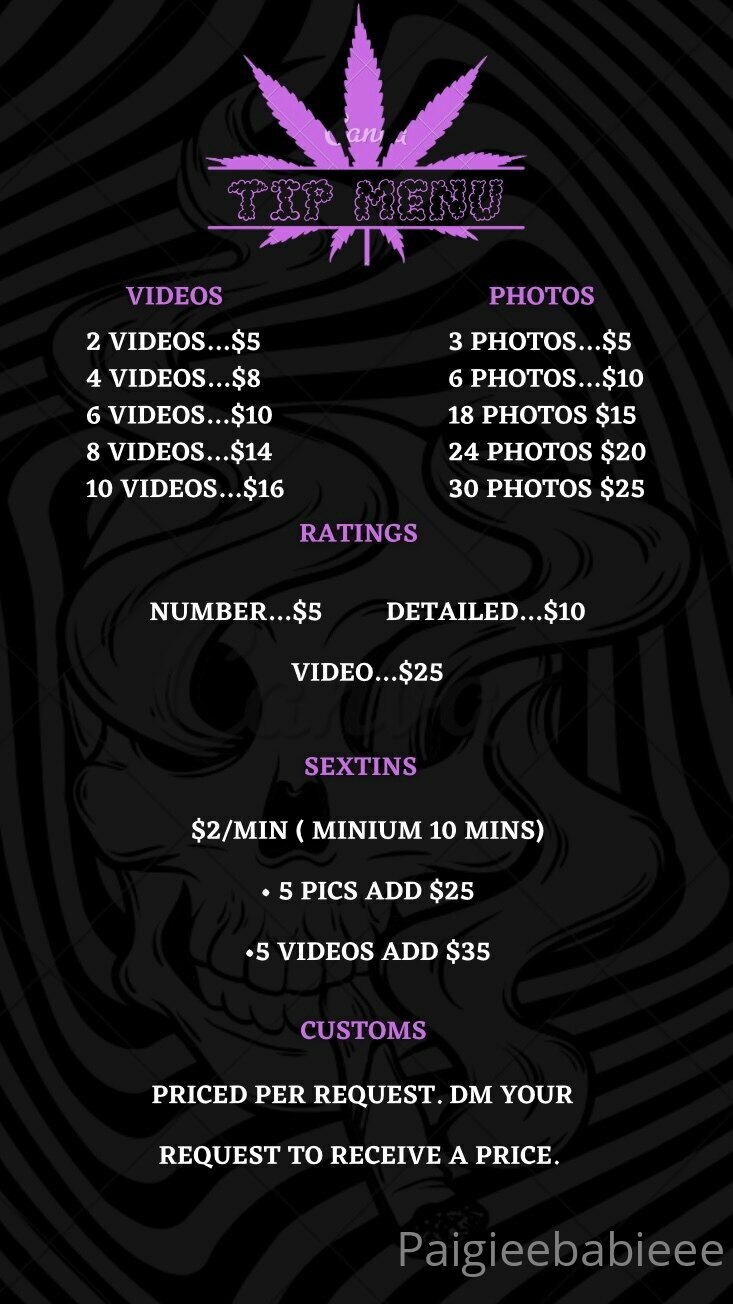 Canva
TIP MENU
VIDEOS
2 VIDEOS...$5
4 VIDEOS...$8
6 VIDEOS...$10
8 VIDEOS...$14
10 VIDEOS...$16
PHOTOS
3 PHOTOS...$5
6 PHOTOS...$10
18 PHOTOS $15
24 PHOTOS $20
30 PHOTOS $25
RATINGS
NUMBER...$5 DETAILED...$10
VIDEO...$25
Canva
SEXTINS
$2/MIN ( MINIUM 10 MINS)
• 5 PICS ADD $25
•5 VIDEOS ADD $35
CUSTOMS
PRICED PER REQUEST. DM YOUR
REQUEST TO RECEIVE A PRICE.
Paigieebabieee